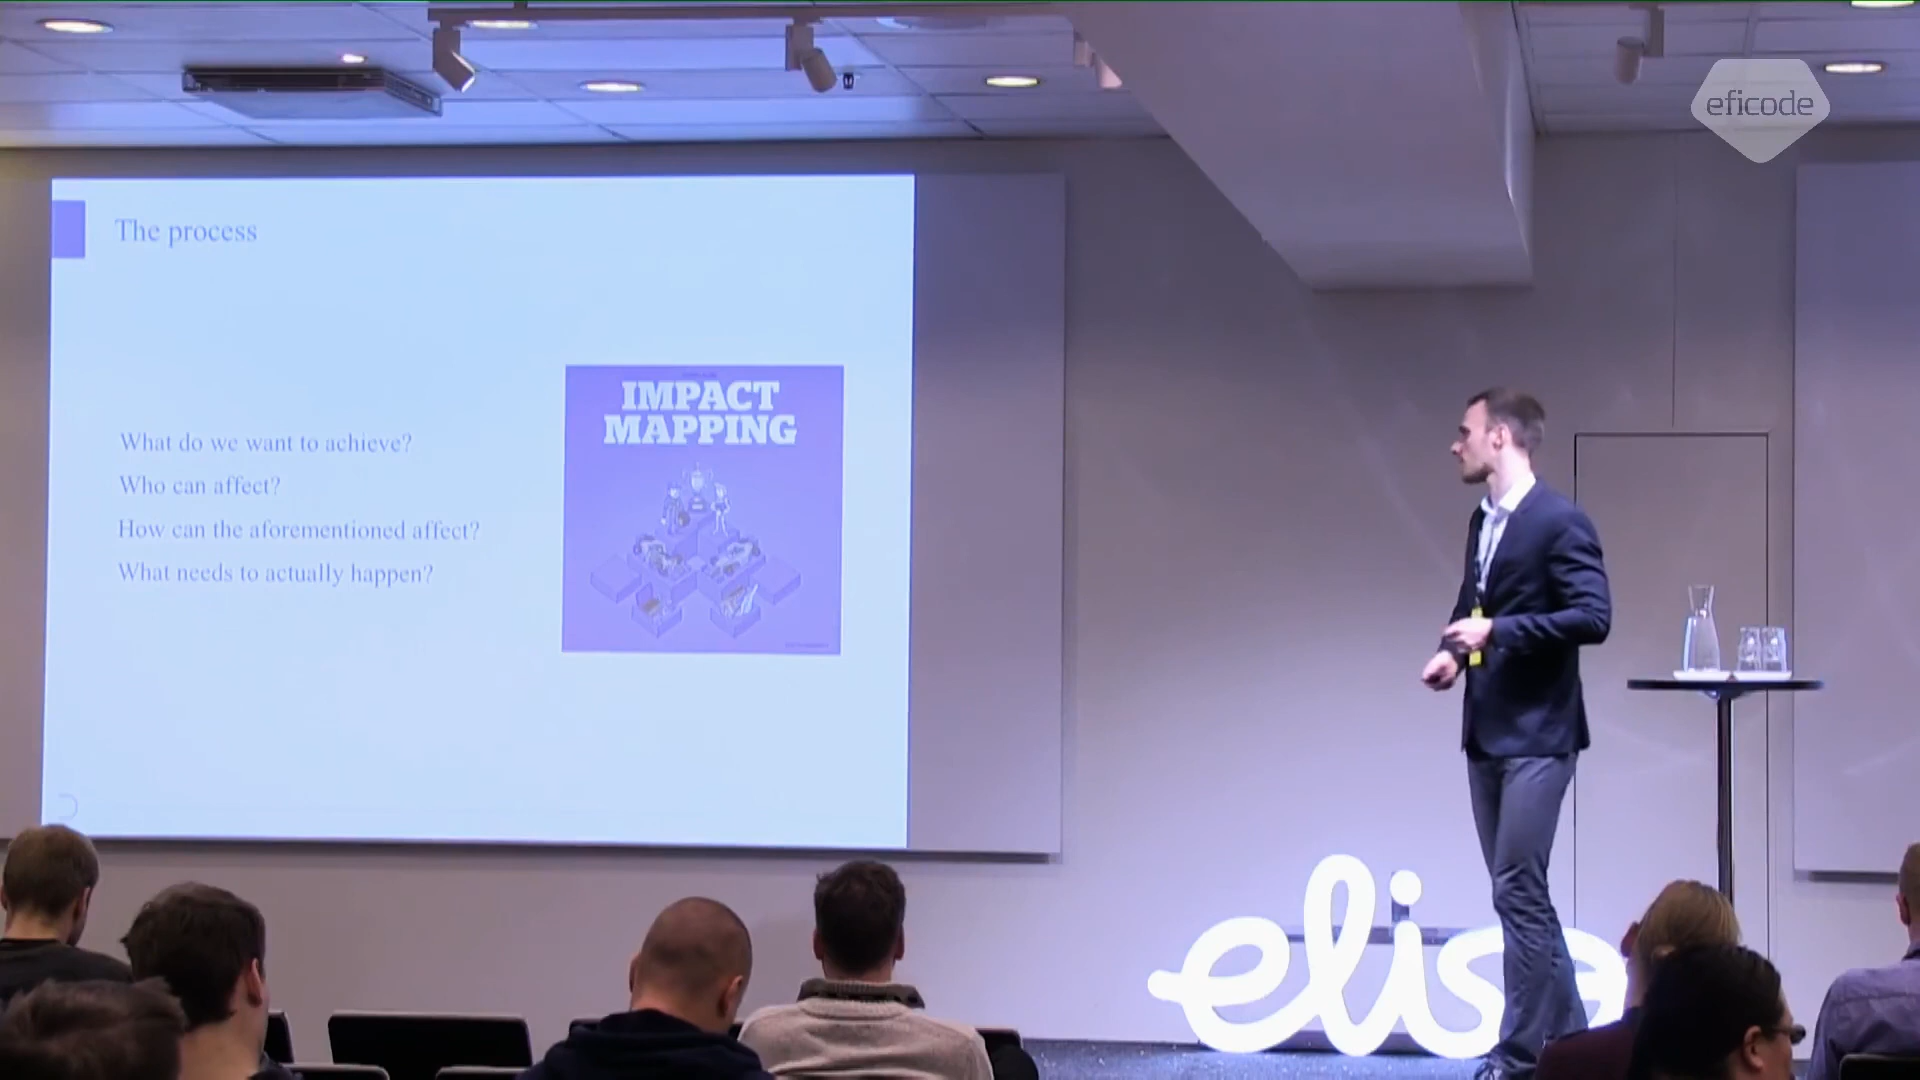 eficode
The process
IMPACT
MAPPING
What do we want to achieve?
Who can affect?
How can the aforementioned affect?
What needs to actually happen?
elisa